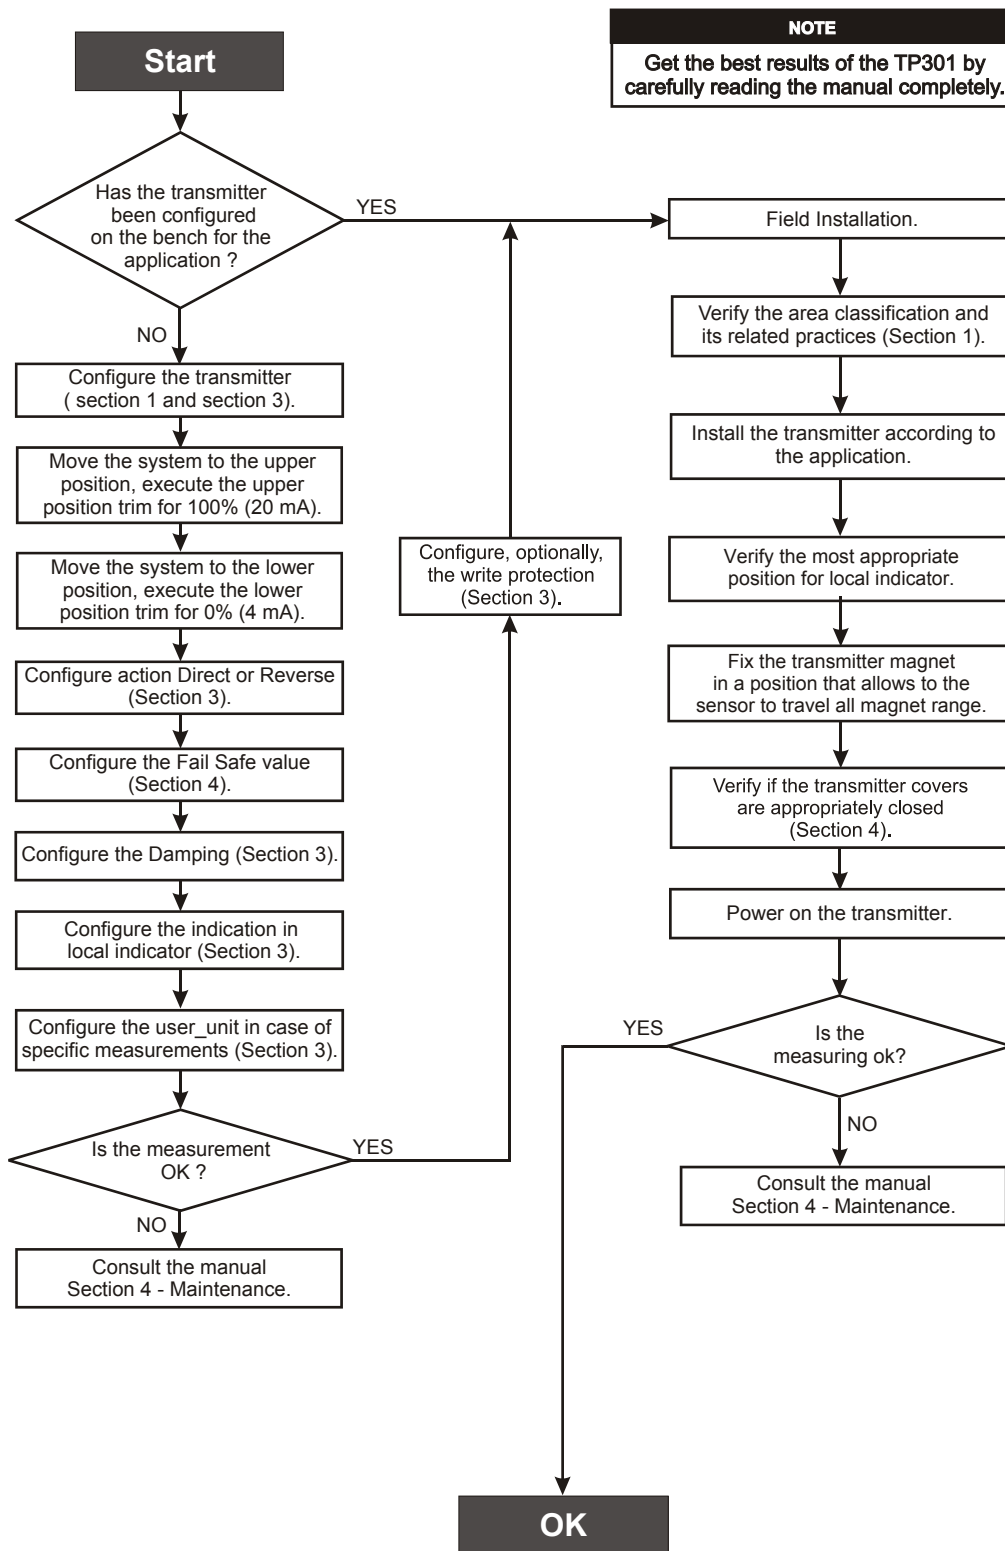 Start
NOTE
Get the best results of the TP301 by
carefully reading the manual completely.
Has the transmitter
been configured
on the bench for the
application ?
YES
NO
Configure the transmitter
( section 1 and section 3).
Move the system to the upper
position, execute the upper
position trim for 100% (20 mA).
Move the system to the lower
position, execute the lower
position trim for 0% (4 mA).
Configure action Direct or Reverse
(Section 3).
Configure the Fail Safe value
(Section 4).
Configure the Damping (Section 3).
Configure the indication in
local indicator (Section 3).
Configure the user_unit in case of
specific measurements (Section 3).
Is the measurement
OK ?
YES
NO
Consult the manual
Section 4 - Maintenance.
Configure, optionally,
the write protection
(Section 3).
Field Installation.
Verify the area classification and
its related practices (Section 1).
Install the transmitter according to
the application.
Verify the most appropriate
position for local indicator.
Fix the transmitter magnet
in a position that allows to the
sensor to travel all magnet range.
Verify if the transmitter covers
are appropriately closed
(Section 4).
Power on the transmitter.
Is the
measuring ok?
YES
NO
Consult the manual
Section 4 - Maintenance.
OK